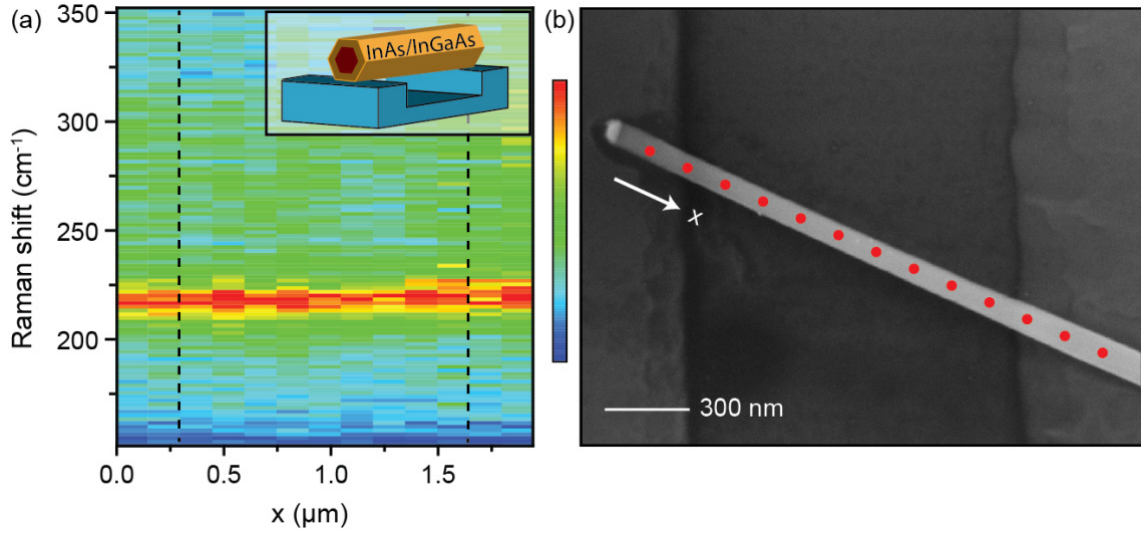 (a)
350
300
250
200
Raman shift (cm⁻¹)
InAs/InGaAs
0.0
0.5
1.0
1.5
x (μm)
(b)
x
300 nm